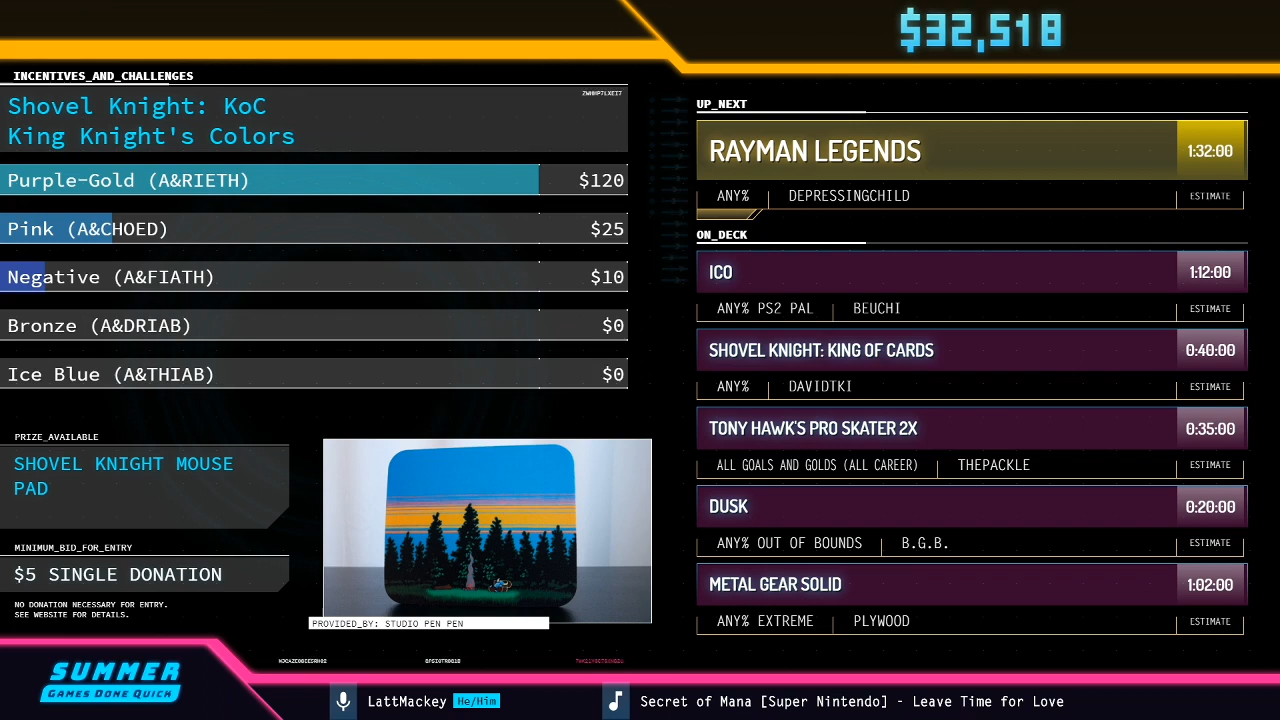 $32,518
INCENTIVES_AND_CHALLENGES
Shovel Knight: KoC
King Knight's Colors
Purple-Gold (A&RIETH) $120
Pink (A&CHOED) $25
Negative (A&FIATH) $10
Bronze (A&DRIAB) $0
Ice Blue (A&THIAB) $0
PRIZE_AVAILABLE
SHOVEL KNIGHT MOUSE
PAD
MINIMUM_BID_FOR_ENTRY
$5 SINGLE DONATION
NO DONATION NECESSARY FOR ENTRY.
SEE WEBSITE FOR DETAILS.
PROVIDED_BY: STUDIO PEN PEN
UP_NEXT
RAYMAN LEGENDS 1:32:00
ANY% DEPRESSINGCHILD ESTIMATE
ON_DECK
ICO 1:12:00
ANY% PS2 PAL BEUCHI ESTIMATE
SHOVEL KNIGHT: KING OF CARDS 0:40:00
ANY% DAVIDTKI ESTIMATE
TONY HAWK'S PRO SKATER 2X 0:35:00
ALL GOALS AND GOLDS (ALL CAREER) THEPACKLE ESTIMATE
DUSK 0:20:00
ANY% OUT OF BOUNDS B.G.B. ESTIMATE
METAL GEAR SOLID 1:02:00
ANY% EXTREME PLYWOOD ESTIMATE
SUMMER
GAMES DONE QUICK
LattMackey He/Him
Secret of Mana [Super Nintendo] - Leave Time for Love